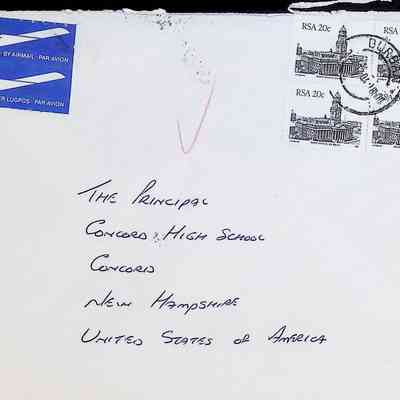 BY AIRMAIL · PAR AVION
PER LUGPOS · PAR AVION
RSA 20c
RSA 20c
DURBAN
The Principal
Concord High School
Concord
New Hampshire
United States of America